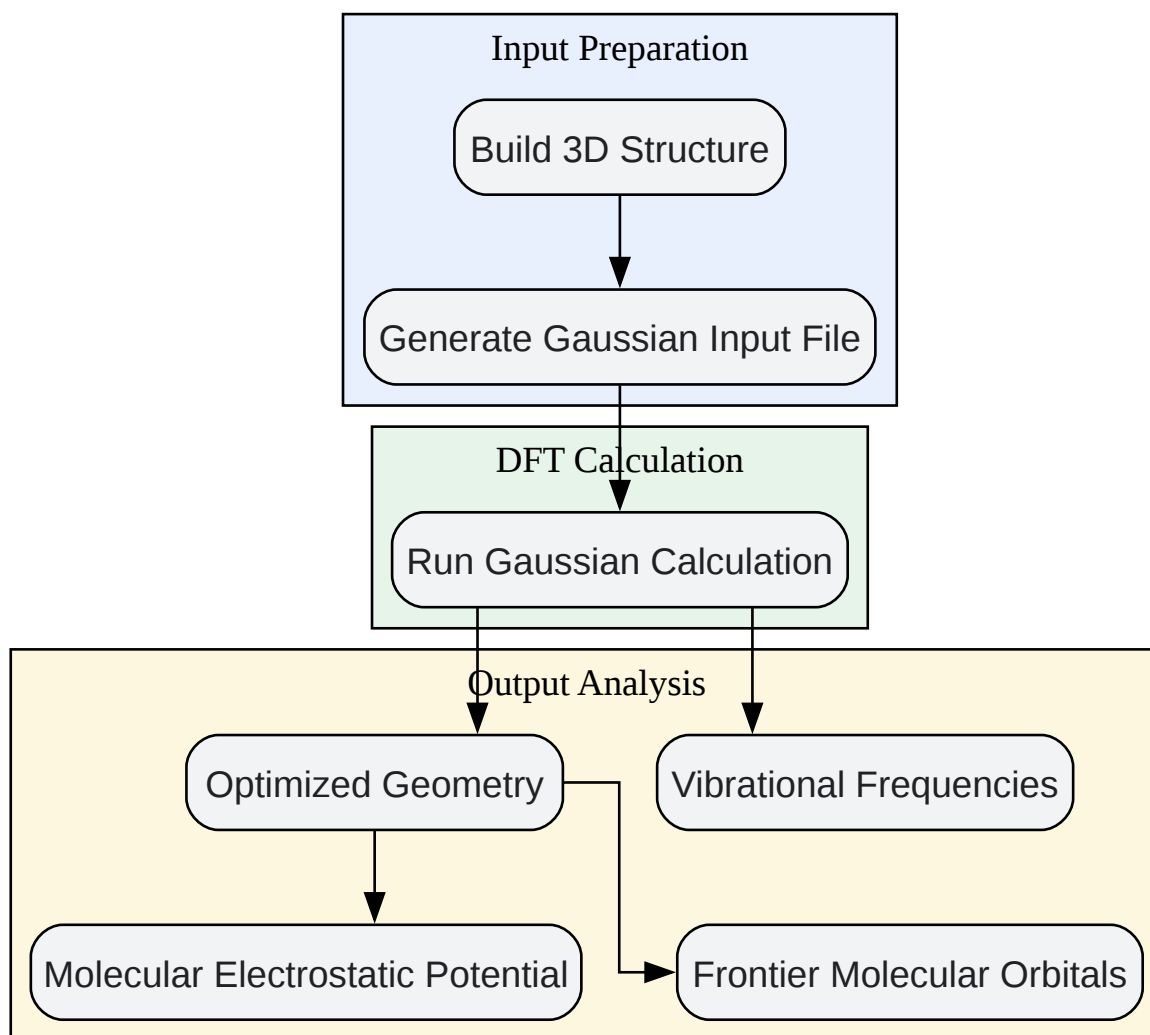 Input Preparation
Build 3D Structure
Generate Gaussian Input File
DFT Calculation
Run Gaussian Calculation
Output Analysis
Optimized Geometry
Vibrational Frequencies
Molecular Electrostatic Potential
Frontier Molecular Orbitals